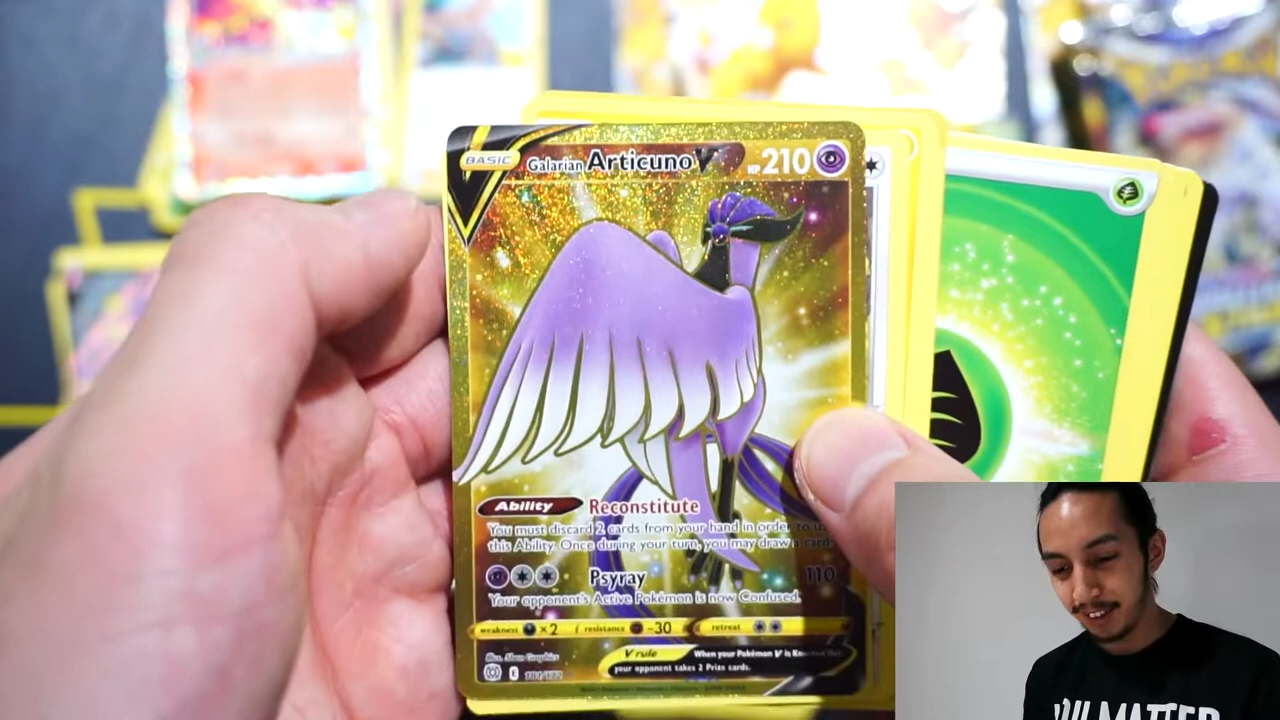 BASIC Galarian Articuno V HP 210
Ability Reconstitute
You must discard 2 cards from your hand in order to
this Ability. Once during your turn, you may draw a card.
Psyray 110
Your opponent's Active Pokémon is now Confused.
weakness ×2 resistance -30 retreat
V rule When your Pokémon V is Knocked
your opponent takes 2 Prize cards.
Illus.
E